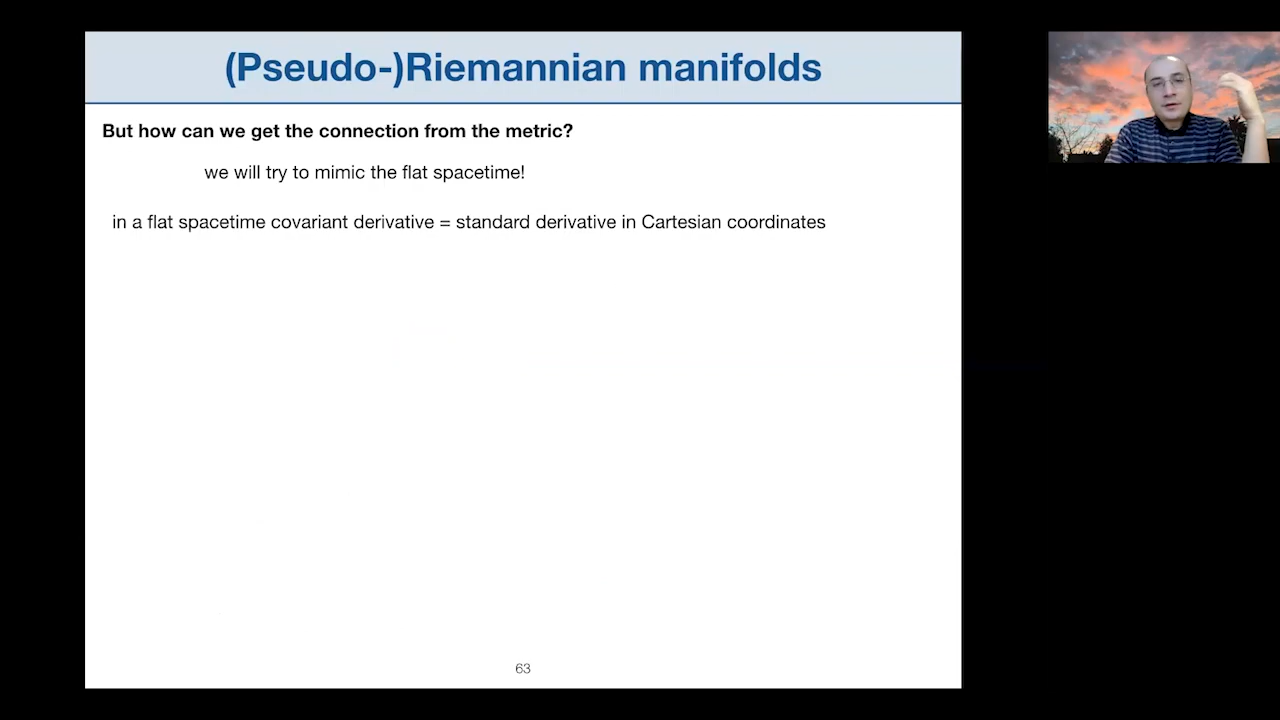 (Pseudo-)Riemannian manifolds
But how can we get the connection from the metric?
we will try to mimic the flat spacetime!
in a flat spacetime covariant derivative = standard derivative in Cartesian coordinates
63